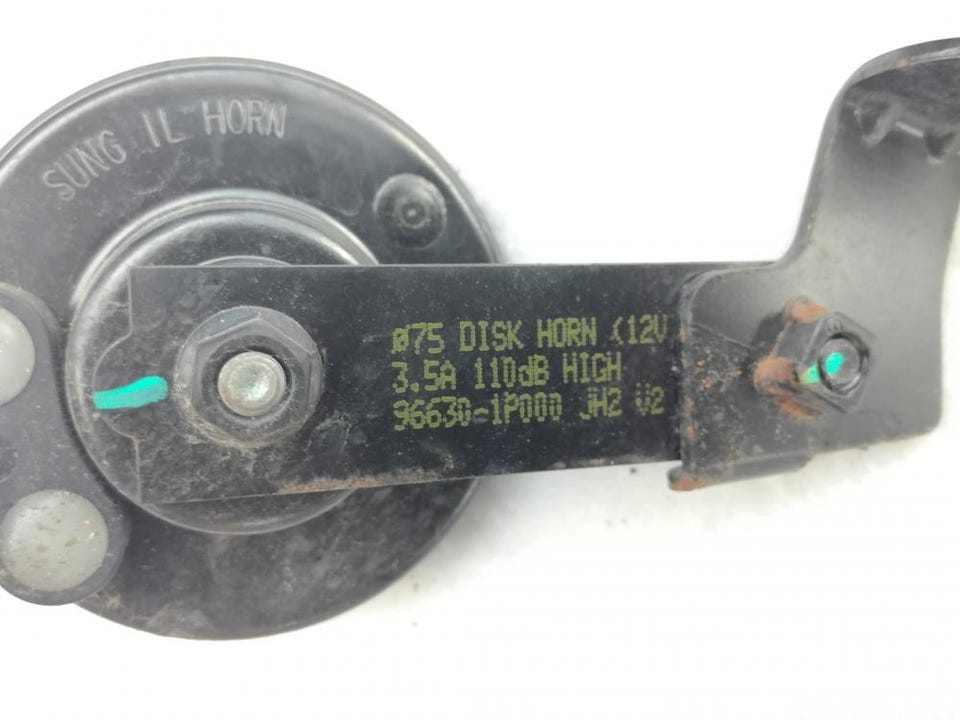 SUNG IL HORN
ø75 DISK HORN (12V
3.5A 110dB HIGH
96630-1P000 JH2 V2